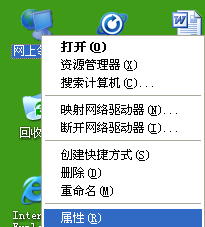 网上
打开(O)
资源管理器(X)
搜索计算机(C)...
映射网络驱动器(N)...
断开网络驱动器(I)...
回收
创建快捷方式(S)
删除(D)
重命名(M)
属性(R)
Inter